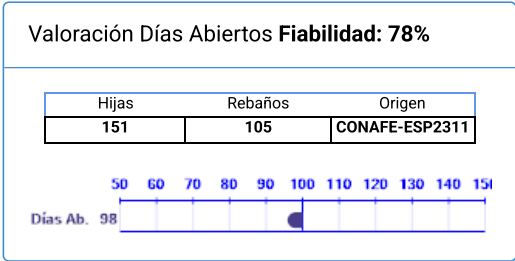 Valoración Días Abiertos Fiabilidad: 78%
Hijas Rebaños Origen
151 105 CONAFE-ESP2311
50 60 70 80 90 100 110 120 130 140
Días Ab. 98